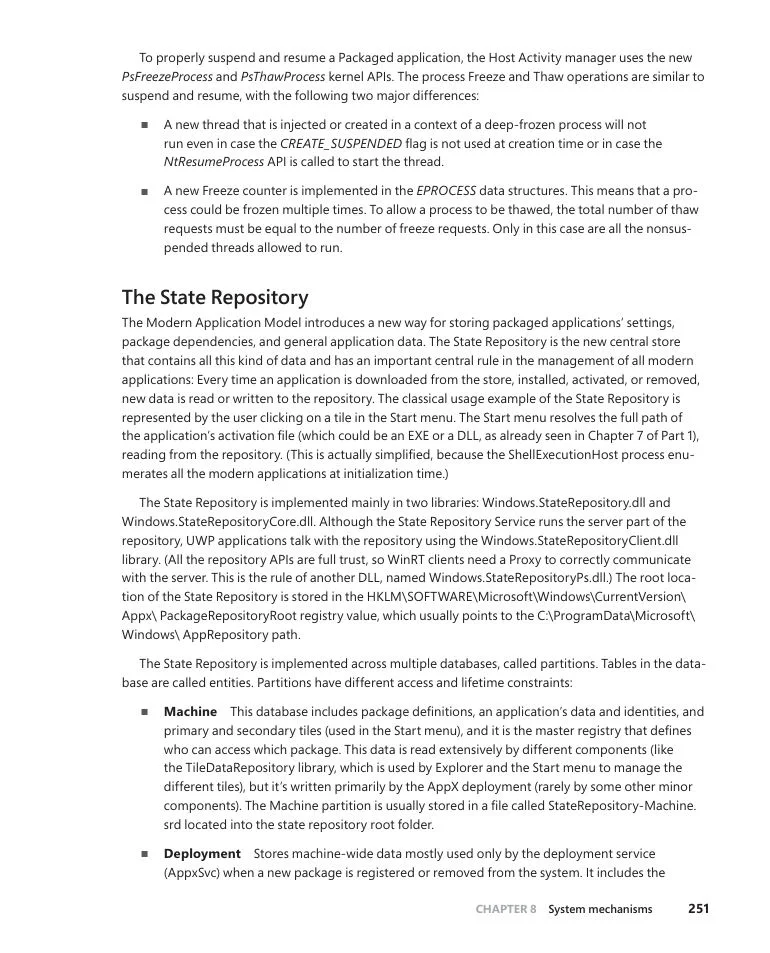 To properly suspend and resume a Packaged application, the Host Activity manager uses the new
PsFreezeProcess and PsThawProcess kernel APIs. The process Freeze and Thaw operations are similar to
suspend and resume, with the following two major differences:
■ A new thread that is injected or created in a context of a deep-frozen process will not
run even in case the CREATE_SUSPENDED flag is not used at creation time or in case the
NtResumeProcess API is called to start the thread.
■ A new Freeze counter is implemented in the EPROCESS data structures. This means that a pro-
cess could be frozen multiple times. To allow a process to be thawed, the total number of thaw
requests must be equal to the number of freeze requests. Only in this case are all the nonsus-
pended threads allowed to run.
The State Repository
The Modern Application Model introduces a new way for storing packaged applications’ settings,
package dependencies, and general application data. The State Repository is the new central store
that contains all this kind of data and has an important central rule in the management of all modern
applications: Every time an application is downloaded from the store, installed, activated, or removed,
new data is read or written to the repository. The classical usage example of the State Repository is
represented by the user clicking on a tile in the Start menu. The Start menu resolves the full path of
the application’s activation file (which could be an EXE or a DLL, as already seen in Chapter 7 of Part 1),
reading from the repository. (This is actually simplified, because the ShellExecutionHost process enu-
merates all the modern applications at initialization time.)
The State Repository is implemented mainly in two libraries: Windows.StateRepository.dll and
Windows.StateRepositoryCore.dll. Although the State Repository Service runs the server part of the
repository, UWP applications talk with the repository using the Windows.StateRepositoryClient.dll
library. (All the repository APIs are full trust, so WinRT clients need a Proxy to correctly communicate
with the server. This is the rule of another DLL, named Windows.StateRepositoryPs.dll.) The root loca-
tion of the State Repository is stored in the HKLM\SOFTWARE\Microsoft\Windows\CurrentVersion\
Appx\ PackageRepositoryRoot registry value, which usually points to the C:\ProgramData\Microsoft\
Windows\ AppRepository path.
The State Repository is implemented across multiple databases, called partitions. Tables in the data-
base are called entities. Partitions have different access and lifetime constraints:
■ Machine This database includes package definitions, an application’s data and identities, and
primary and secondary tiles (used in the Start menu), and it is the master registry that defines
who can access which package. This data is read extensively by different components (like
the TileDataRepository library, which is used by Explorer and the Start menu to manage the
different tiles), but it’s written primarily by the AppX deployment (rarely by some other minor
components). The Machine partition is usually stored in a file called StateRepository-Machine.
srd located into the state repository root folder.
■ Deployment Stores machine-wide data mostly used only by the deployment service
(AppxSvc) when a new package is registered or removed from the system. It includes the
CHAPTER 8 System mechanisms 251